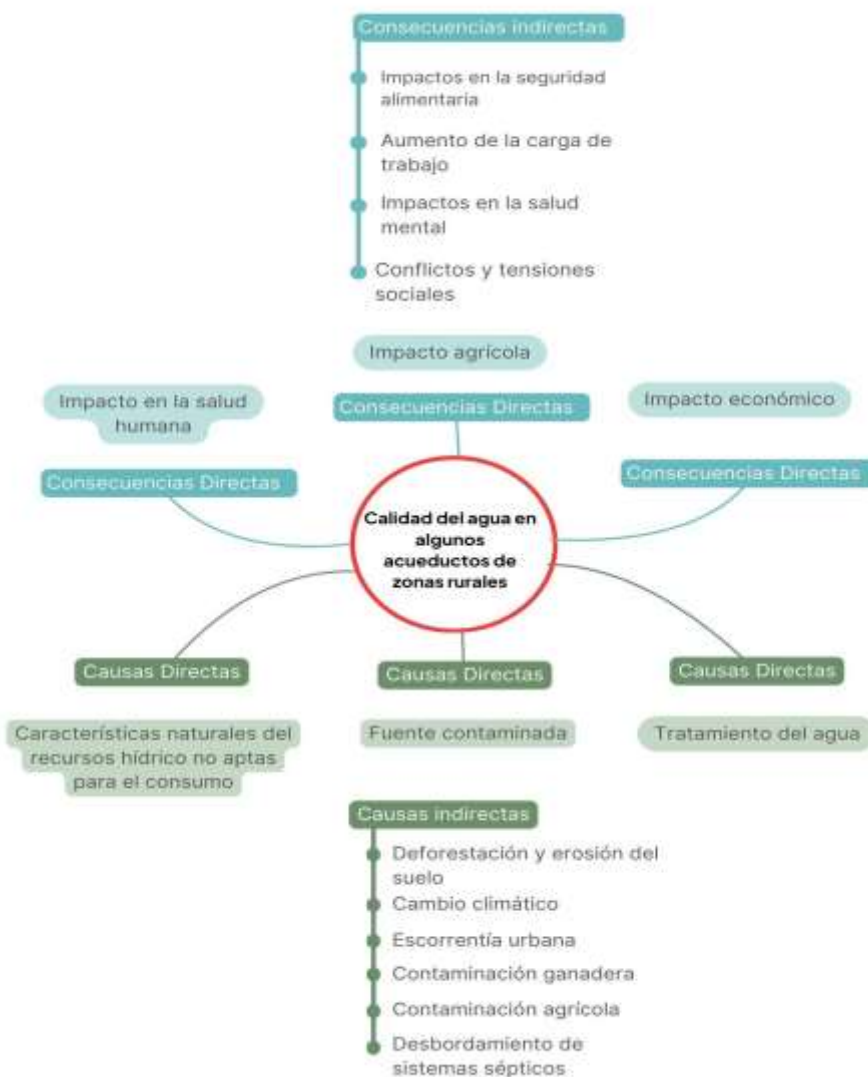 Consecuencias indirectas
Impactos en la seguridad
alimentaria
Aumento de la carga de
trabajo
Impactos en la salud
mental
Conflictos y tensiones
sociales
Impacto agrícola
Consecuencias Directas
Impacto en la salud
humana
Consecuencias Directas
Impacto económico
Consecuencias Directas
Calidad del agua en
algunos
acueductos de
zonas rurales
Causas Directas
Características naturales del
recursos hídrico no aptas
para el consumo
Causas Directas
Fuente contaminada
Causas Directas
Tratamiento del agua
Causas indirectas
Deforestación y erosión del
suelo
Cambio climático
Escorrentía urbana
Contaminación ganadera
Contaminación agrícola
Desbordamiento de
sistemas sépticos